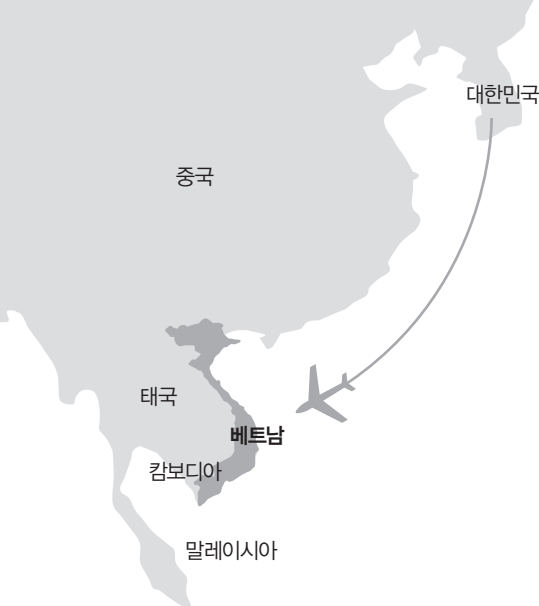 대한민국
중국
태국
베트남
캄보디아
말레이시아